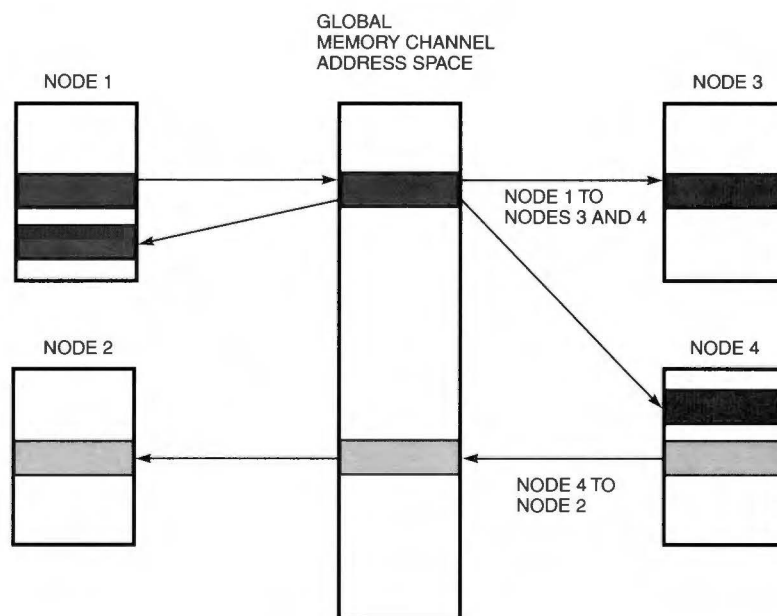 GLOBAL
MEMORY CHANNEL
ADDRESS SPACE
NODE 1
NODE 3
NODE 1 TO
NODES 3 AND 4
NODE 2
NODE 4
NODE 4 TO
NODE 2